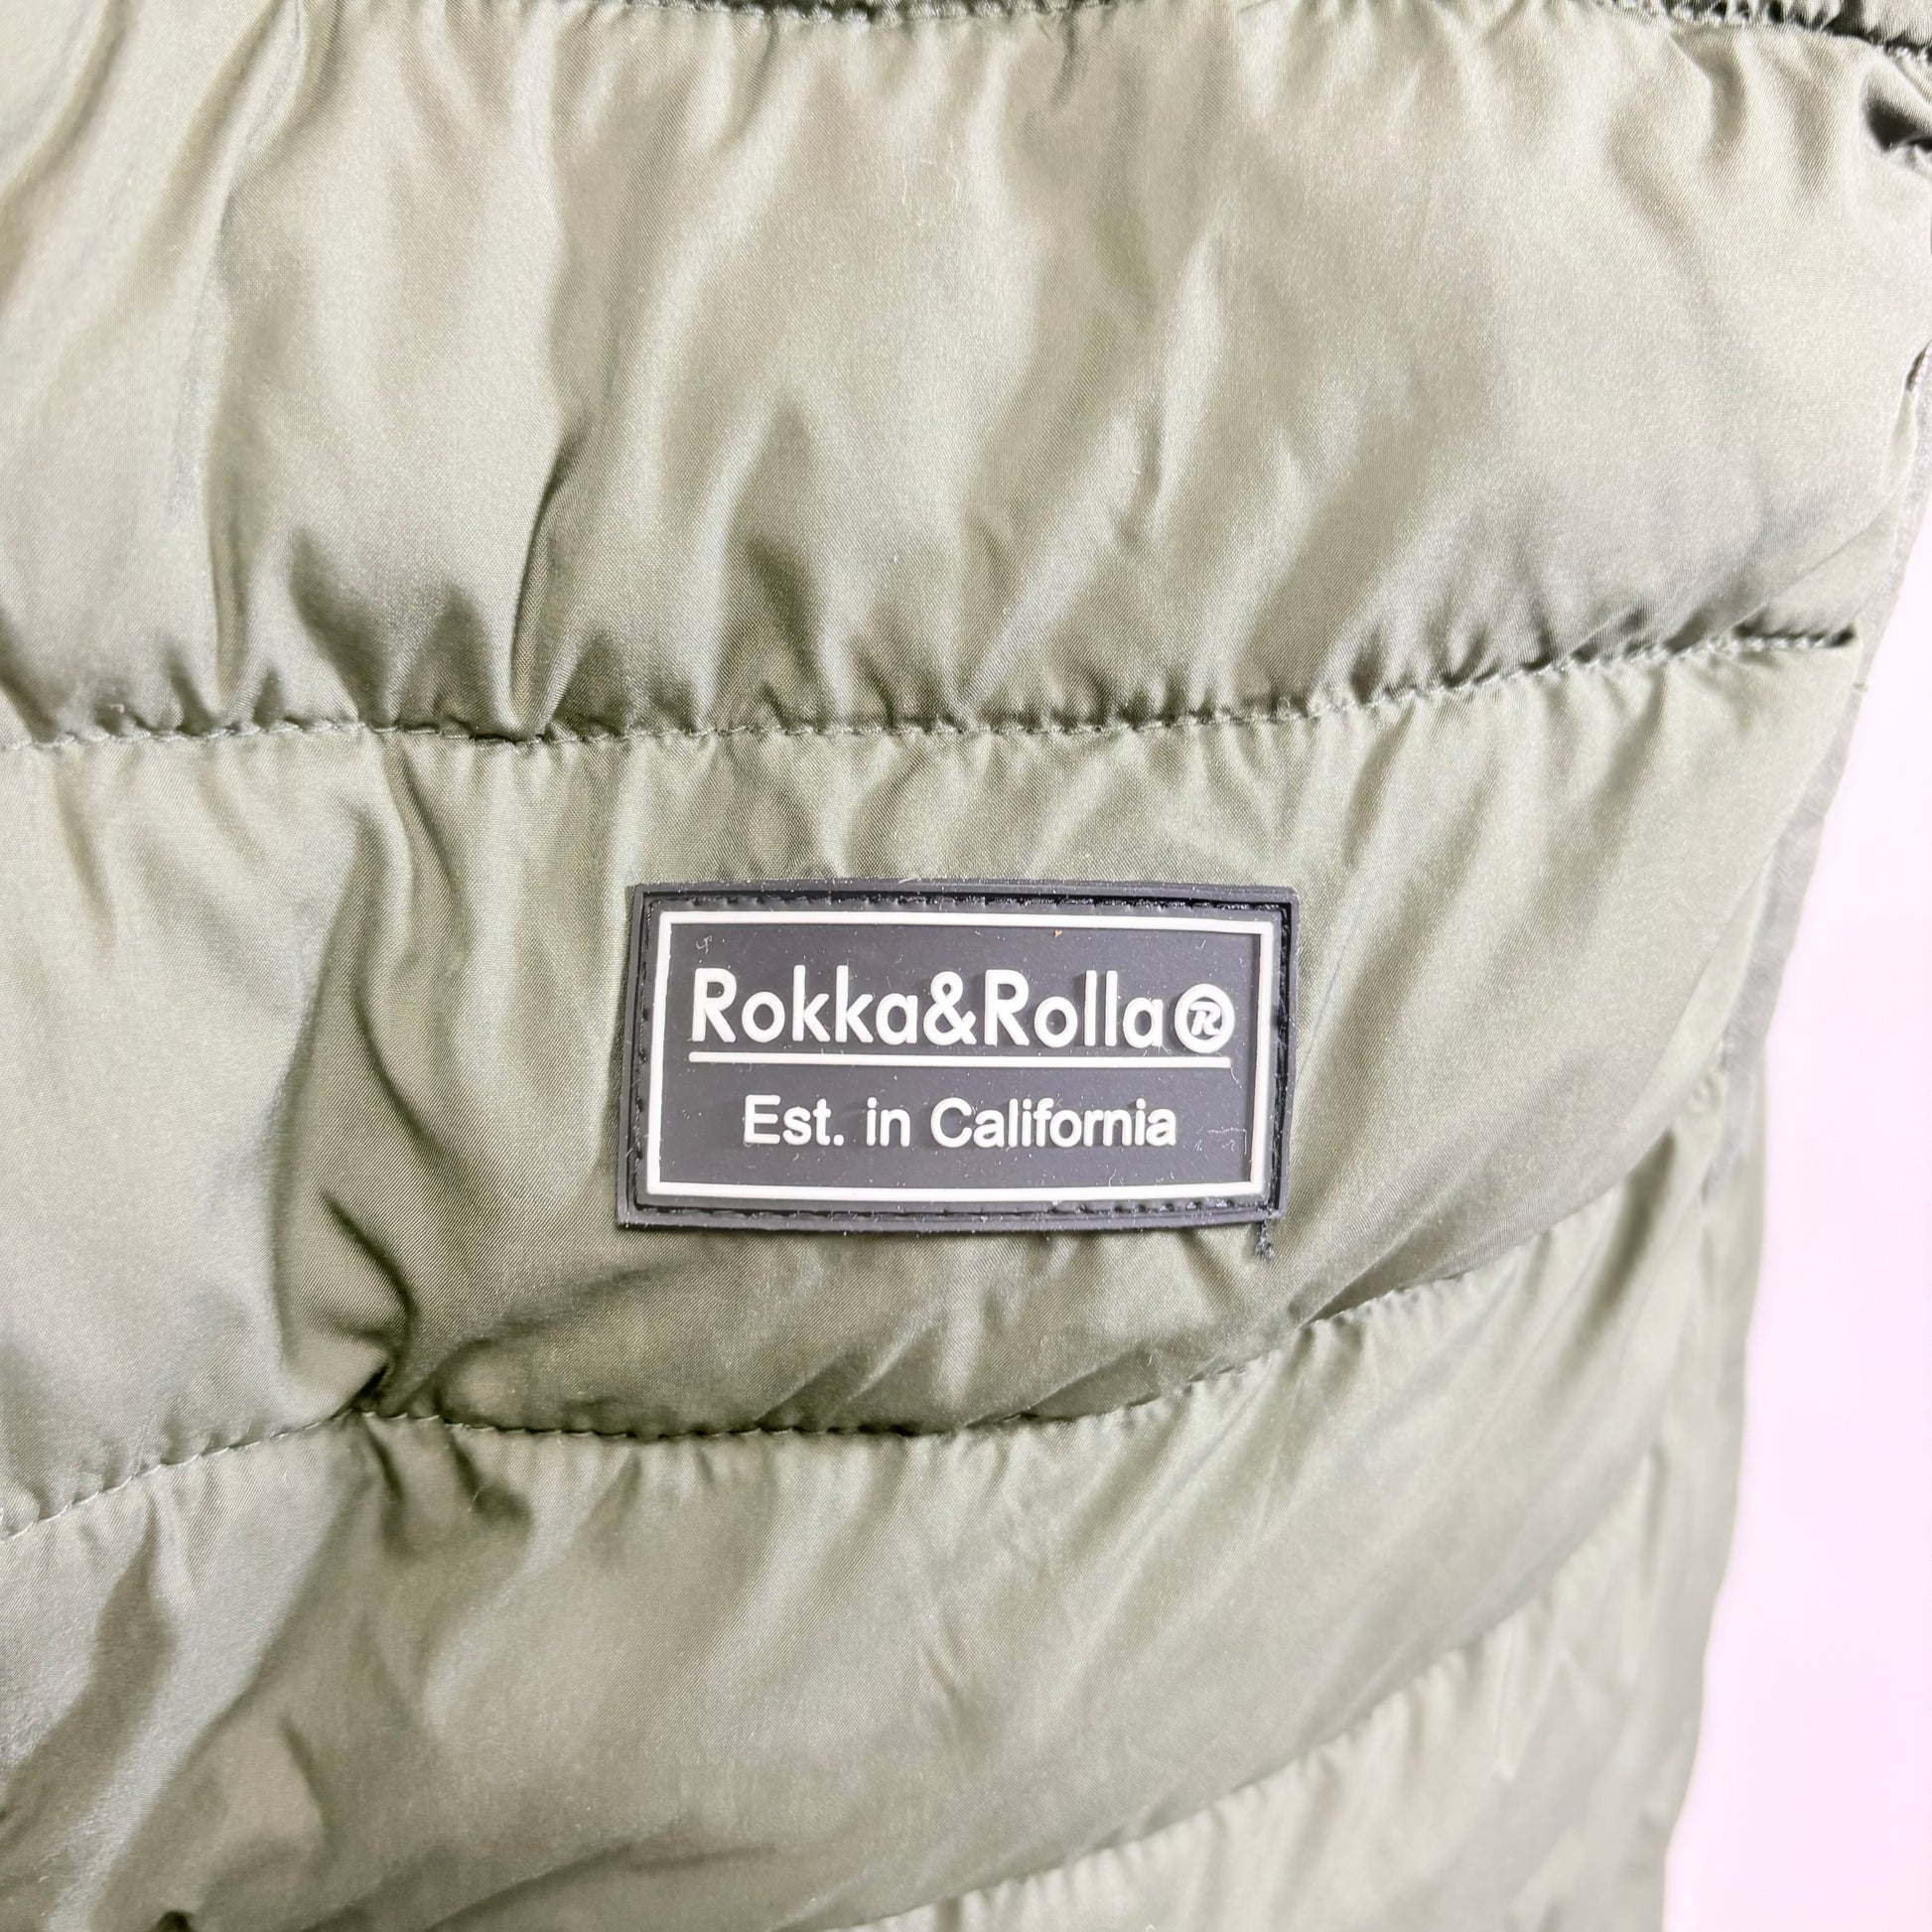 Rokka&Rolla®
Est. in California